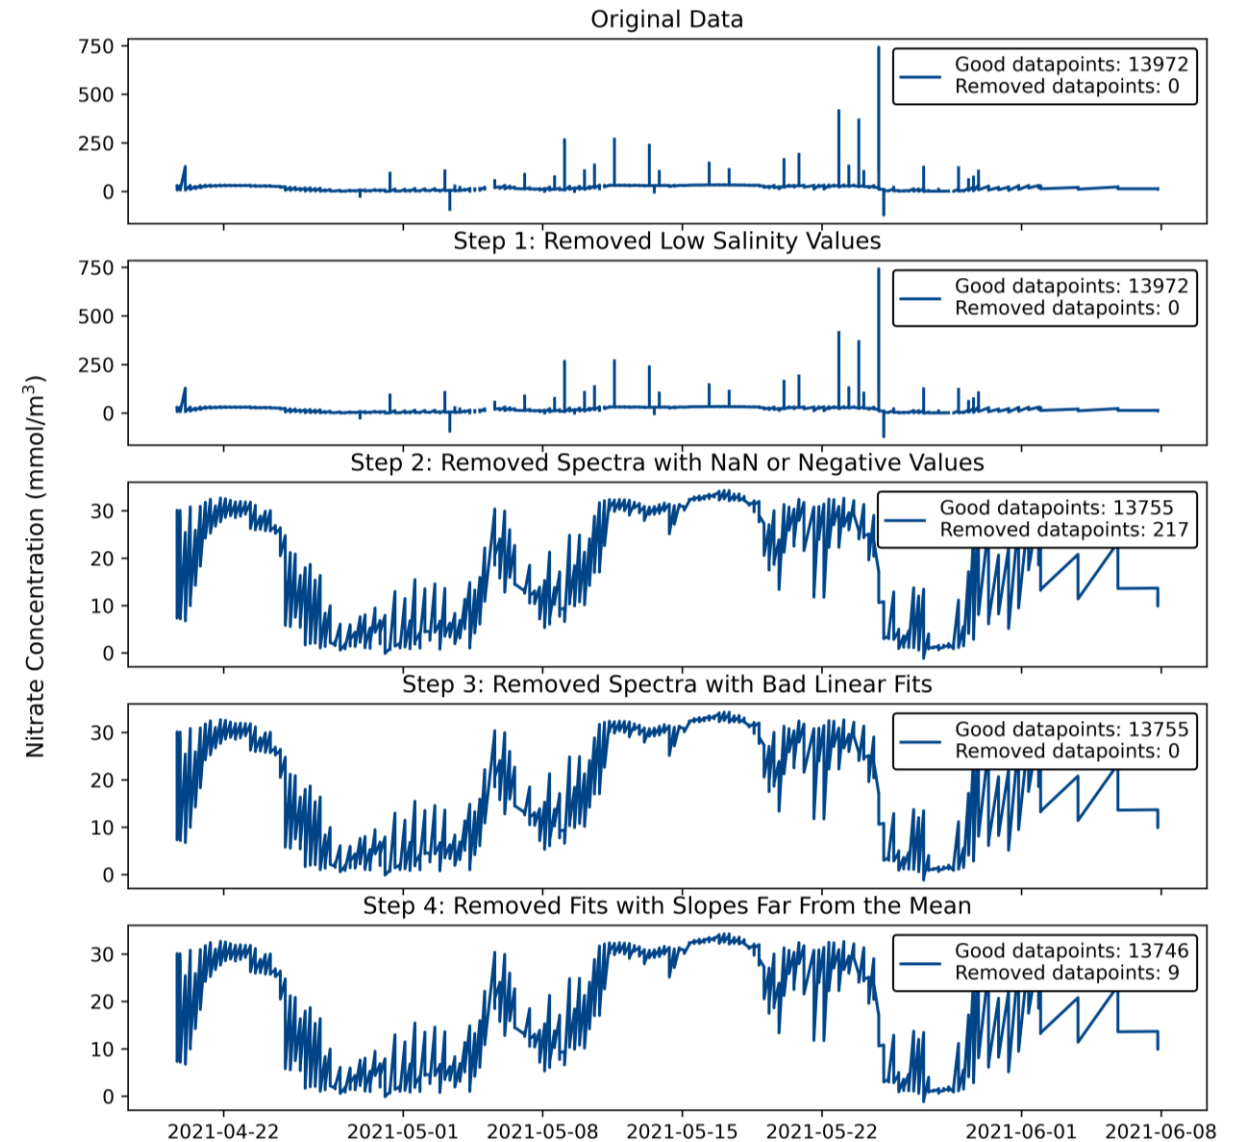 Original Data
750
500
250
0
Good datapoints: 13972
Removed datapoints: 0
Step 1: Removed Low Salinity Values
750
500
250
0
Good datapoints: 13972
Removed datapoints: 0
Nitrate Concentration (mmol/m³)
Step 2: Removed Spectra with NaN or Negative Values
30
20
10
0
Good datapoints: 13755
Removed datapoints: 217
Step 3: Removed Spectra with Bad Linear Fits
30
20
10
0
Good datapoints: 13755
Removed datapoints: 0
Step 4: Removed Fits with Slopes Far From the Mean
30
20
10
0
Good datapoints: 13746
Removed datapoints: 9
2021-04-22 2021-05-01 2021-05-08 2021-05-15 2021-05-22 2021-06-01 2021-06-08